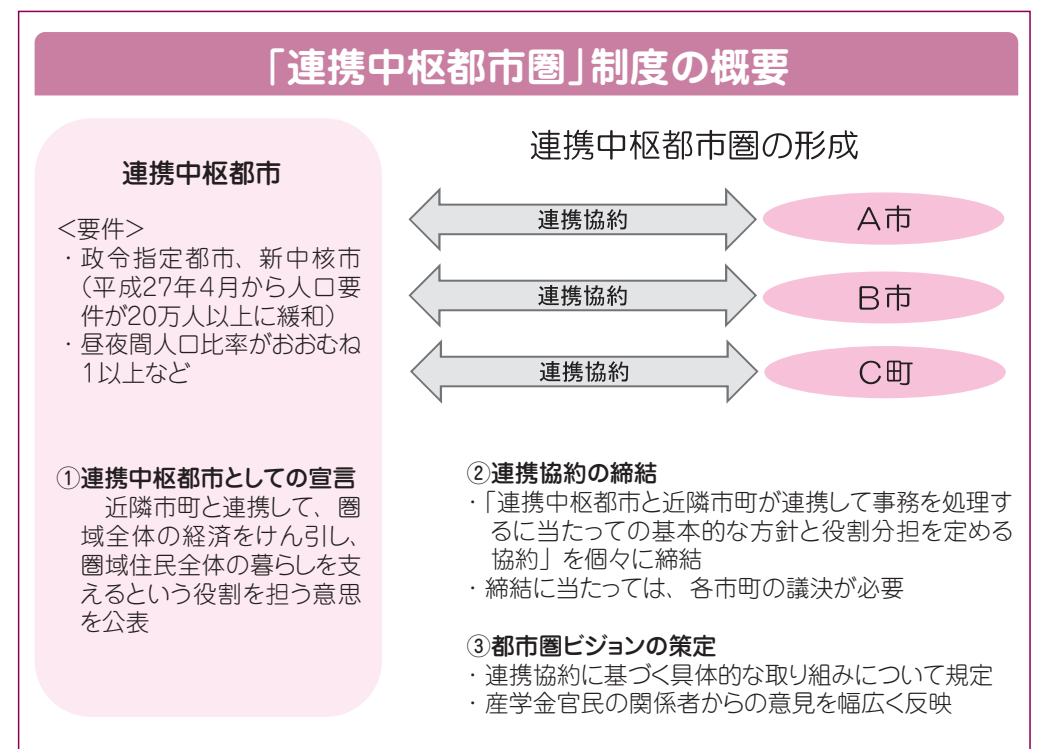 「連携中枢都市圏」制度の概要
連携中枢都市
<要件>
・政令指定都市、新中核市
(平成27年4月から人口要
件が20万人以上に緩和)
・昼夜間人口比率がおおむね
1以上など
①連携中枢都市としての宣言
近隣市町と連携して、圏
域全体の経済をけん引し、
圏域住民全体の暮らしを支
えるという役割を担う意思
を公表
連携中枢都市圏の形成
連携協約
A市
連携協約
B市
連携協約
C町
②連携協約の締結
・「連携中枢都市と近隣市町が連携して事務を処理す
るに当たっての基本的な方針と役割分担を定める
協約」を個々に締結
・締結に当たっては、各市町の議決が必要
③都市圏ビジョンの策定
・連携協約に基づく具体的な取り組みについて規定
・産学金官民の関係者からの意見を幅広く反映